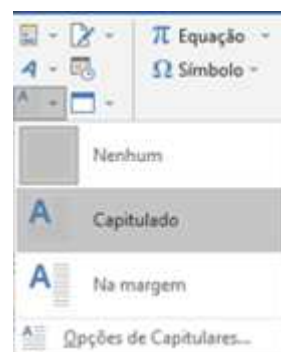 π Equação
Ω Símbolo
Nenhum
A Capitulado
A Na margem
Opções de Capitulares...